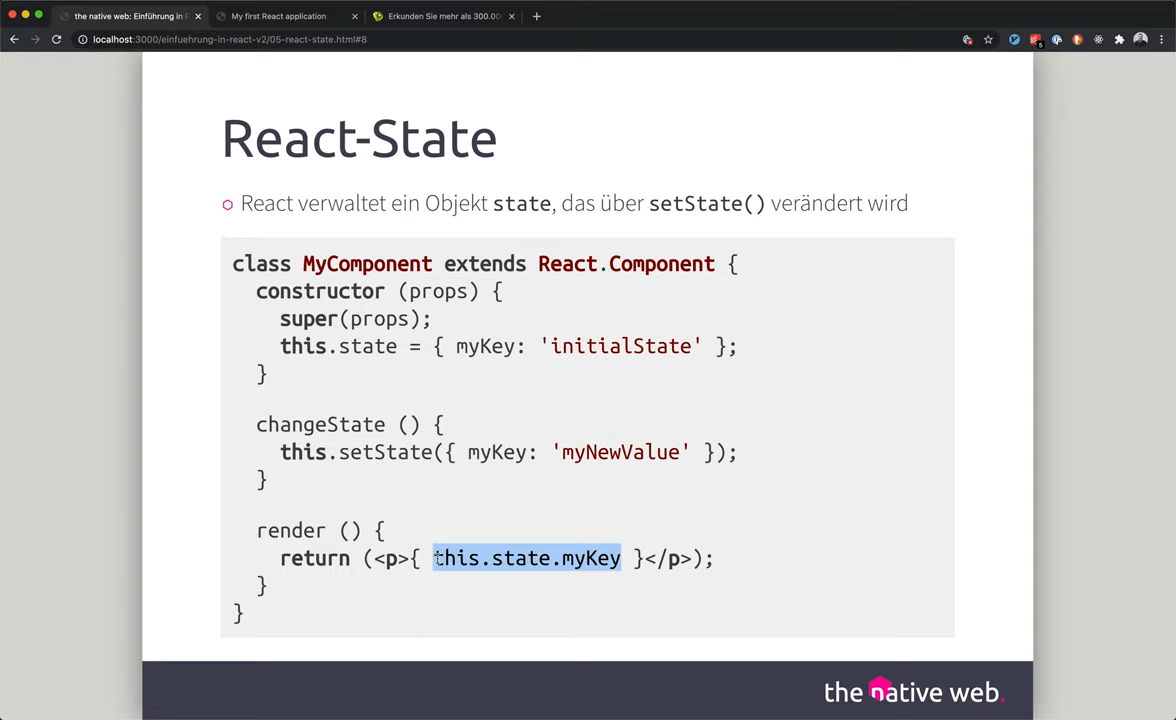 the native web: Einführung in R
My first React application
Erkunden Sie mehr als 300.00
localhost:3000/einfuehrung-in-react-v2/05-react-state.html#8
5
React-State
React verwaltet ein Objekt state, das über setState() verändert wird
class MyComponent extends React.Component {
constructor (props) {
super(props);
this.state = { myKey: 'initialState' };
}
changeState () {
this.setState({ myKey: 'myNewValue' });
}
render () {
return (<p>{ this.state.myKey }</p>);
}
}
the native web.